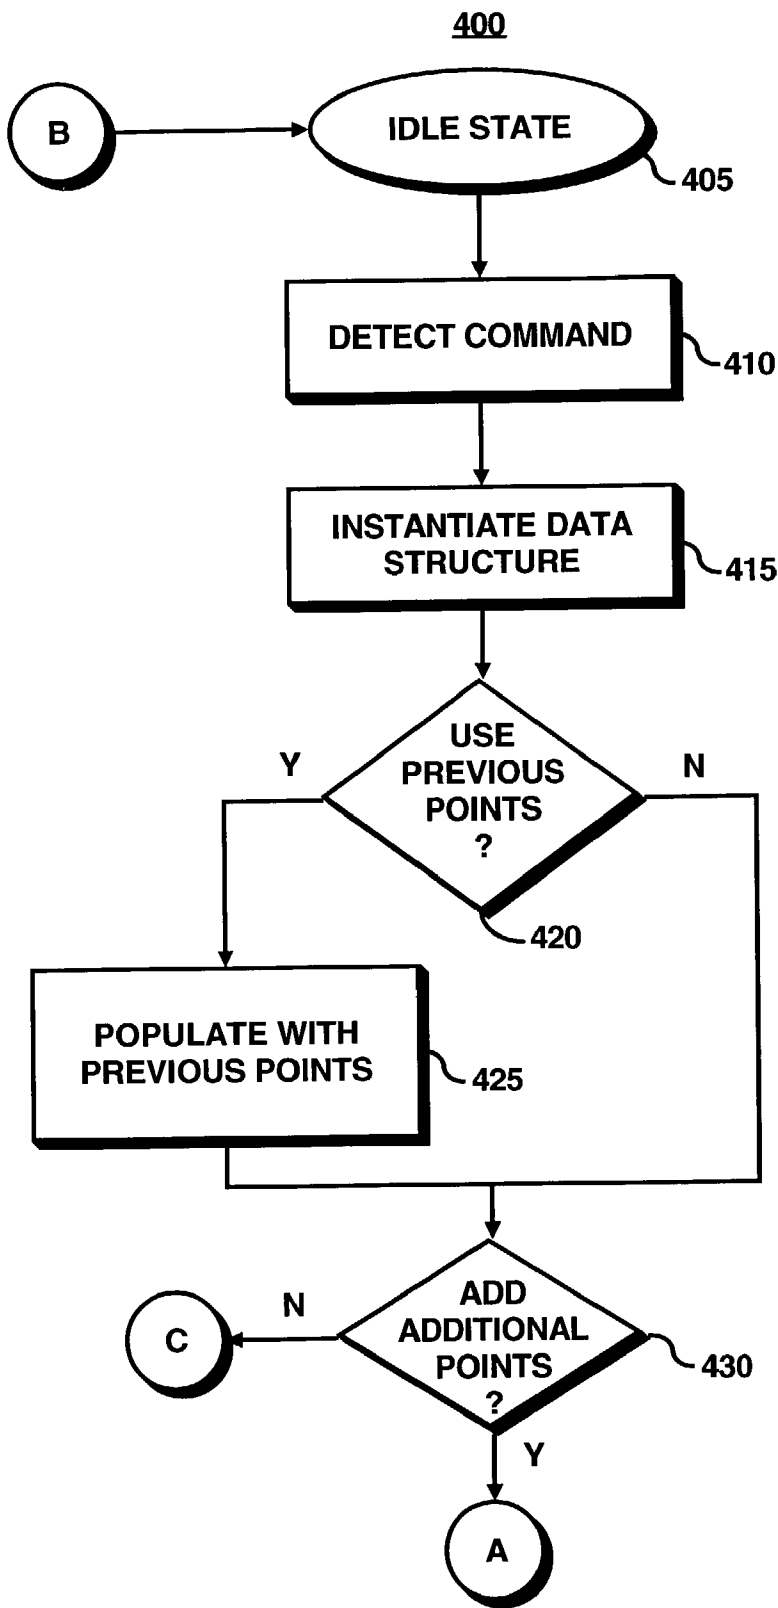 400
B
IDLE STATE
405
DETECT COMMAND
410
INSTANTIATE DATA
STRUCTURE
415
USE
PREVIOUS
POINTS
?
Y
N
420
POPULATE WITH
PREVIOUS POINTS
425
ADD
ADDITIONAL
POINTS
?
N
C
430
Y
A